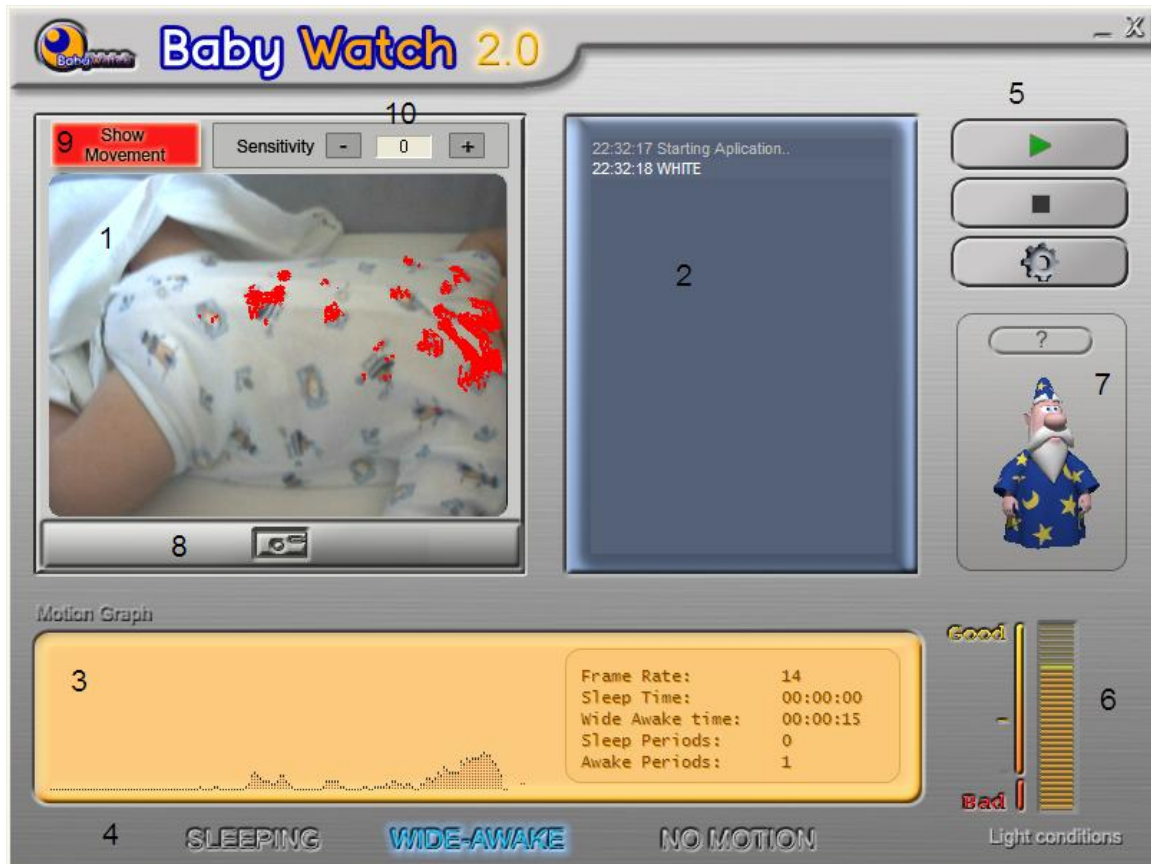 BabyWatch
Baby Watch 2.0
_ X
5
10
9
Show
Movement
Sensitivity - 0 +
1
22:32:17 Starting Aplication..
22:32:18 WHITE
2
?
7
8
Motion Graph
3
Frame Rate: 14
Sleep Time: 00:00:00
Wide Awake time: 00:00:15
Sleep Periods: 0
Awake Periods: 1
Good
6
Bad
4
SLEEPING WIDE-AWAKE NO MOTION
Light conditions